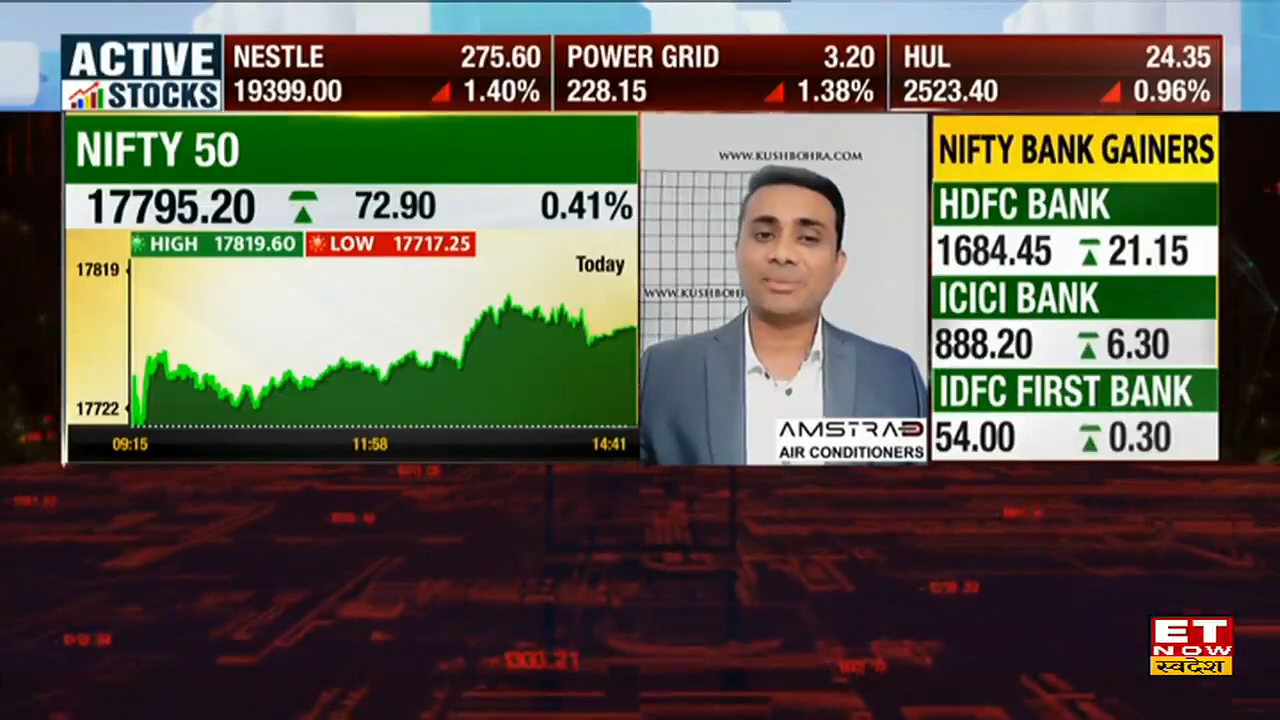 ACTIVE STOCKS
NESTLE 275.60
19399.00 1.40%
POWER GRID 3.20
228.15 1.38%
HUL 24.35
2523.40 0.96%
NIFTY 50
17795.20 72.90 0.41%
HIGH 17819.60 LOW 17717.25
Today
17819
17722
09:15 11:58 14:41
WWW.KUSHBOHRA.COM
WWW.KUSHBOHR
AMSTRAD
AIR CONDITIONERS
NIFTY BANK GAINERS
HDFC BANK
1684.45 21.15
ICICI BANK
888.20 6.30
IDFC FIRST BANK
54.00 0.30
ET
NOW
स्वदेश